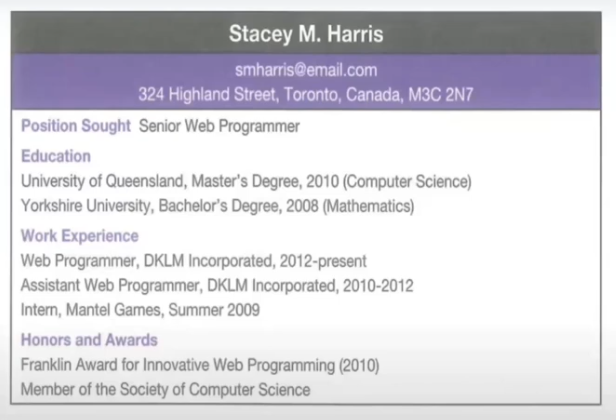 Stacey M. Harris
smharris@email.com
324 Highland Street, Toronto, Canada, M3C 2N7
Position Sought Senior Web Programmer
Education
University of Queensland, Master's Degree, 2010 (Computer Science)
Yorkshire University, Bachelor's Degree, 2008 (Mathematics)
Work Experience
Web Programmer, DKLM Incorporated, 2012-present
Assistant Web Programmer, DKLM Incorporated, 2010-2012
Intern, Mantel Games, Summer 2009
Honors and Awards
Franklin Award for Innovative Web Programming (2010)
Member of the Society of Computer Science